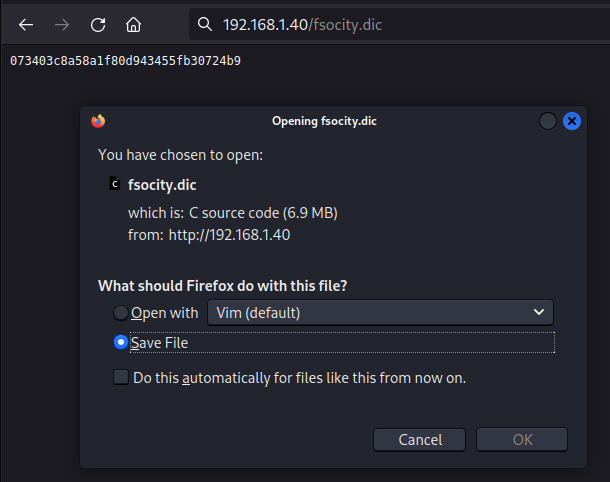 192.168.1.40/fsocity.dic
073403c8a58a1f80d943455fb30724b9
Opening fsocity.dic
You have chosen to open:
fsocity.dic
which is: C source code (6.9 MB)
from: http://192.168.1.40
What should Firefox do with this file?
Open with Vim (default)
Save File
Do this automatically for files like this from now on.
Cancel OK